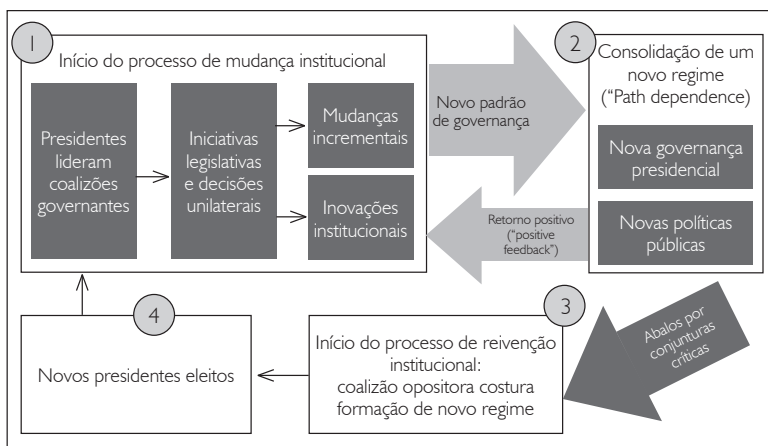 1
Início do processo de mudança institucional
Presidentes
lideram
coalizões
governantes
Iniciativas
legislativas
e decisões
unilaterais
Mudanças
incrementais
Inovações
institucionais
Novo padrão
de governança
Retorno positivo
(“positive
feedback”)
2
Consolidação de um
novo regime
(“Path dependence)
Nova governança
presidencial
Novas políticas
públicas
Abalos por
conjunturas
críticas
3
Início do processo de reivenção
institucional:
coalizão opositora costura
formação de novo regime
4
Novos presidentes eleitos